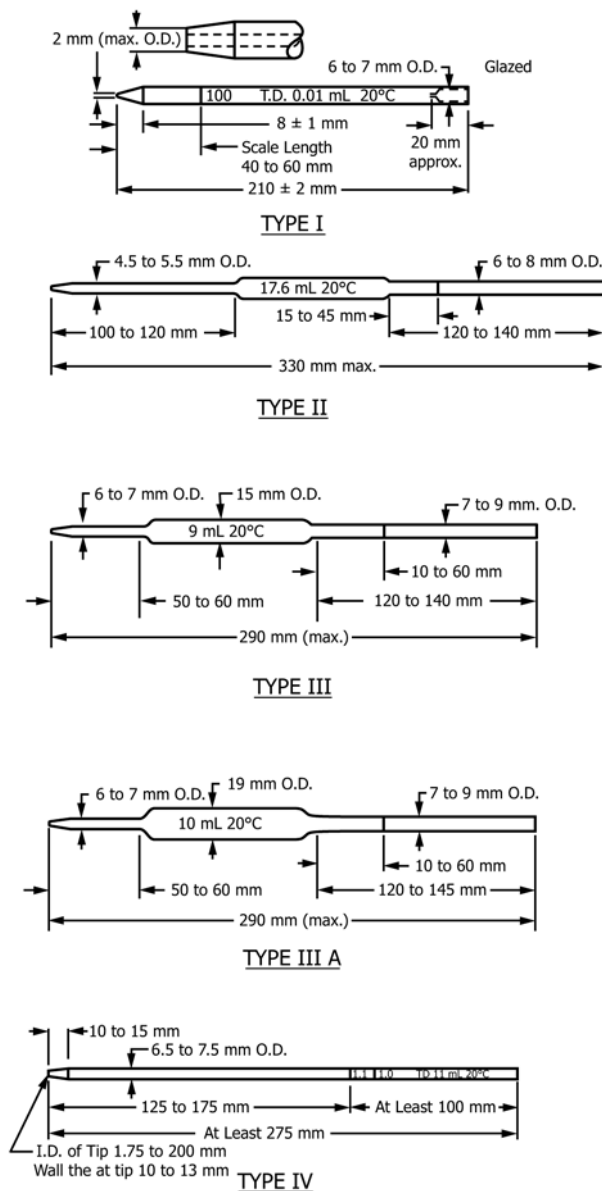 2 mm (max. O.D.)
6 to 7 mm O.D.
Glazed
100 T.D. 0.01 mL 20°C
8 ± 1 mm
Scale Length
40 to 60 mm
20 mm
approx.
210 ± 2 mm
TYPE I
4.5 to 5.5 mm O.D.
6 to 8 mm O.D.
17.6 mL 20°C
15 to 45 mm
100 to 120 mm
120 to 140 mm
330 mm max.
TYPE II
6 to 7 mm O.D.
15 mm O.D.
7 to 9 mm. O.D.
9 mL 20°C
10 to 60 mm
50 to 60 mm
120 to 140 mm
290 mm (max.)
TYPE III
19 mm O.D.
6 to 7 mm O.D.
7 to 9 mm O.D.
10 mL 20°C
10 to 60 mm
50 to 60 mm
120 to 145 mm
290 mm (max.)
TYPE III A
10 to 15 mm
6.5 to 7.5 mm O.D.
1.1 1.0 TD 11 mL 20°C
125 to 175 mm
At Least 100 mm
At Least 275 mm
I.D. of Tip 1.75 to 200 mm
Wall the at tip 10 to 13 mm
TYPE IV